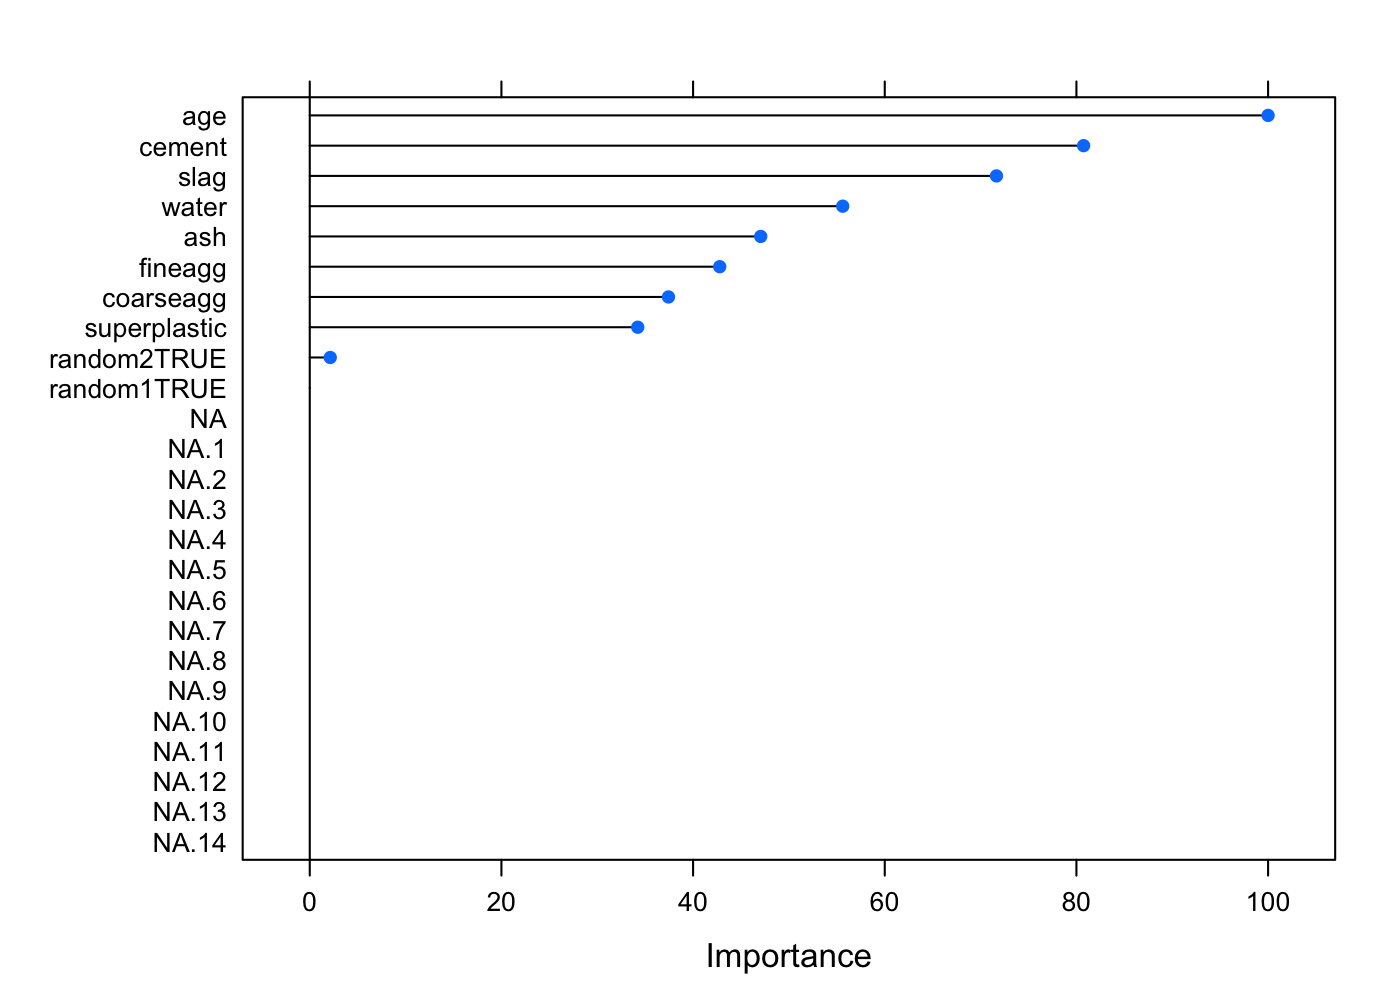 age
cement
slag
water
ash
fineagg
coarseagg
superplastic
random2TRUE
random1TRUE
NA
NA.1
NA.2
NA.3
NA.4
NA.5
NA.6
NA.7
NA.8
NA.9
NA.10
NA.11
NA.12
NA.13
NA.14
0 20 40 60 80 100
Importance